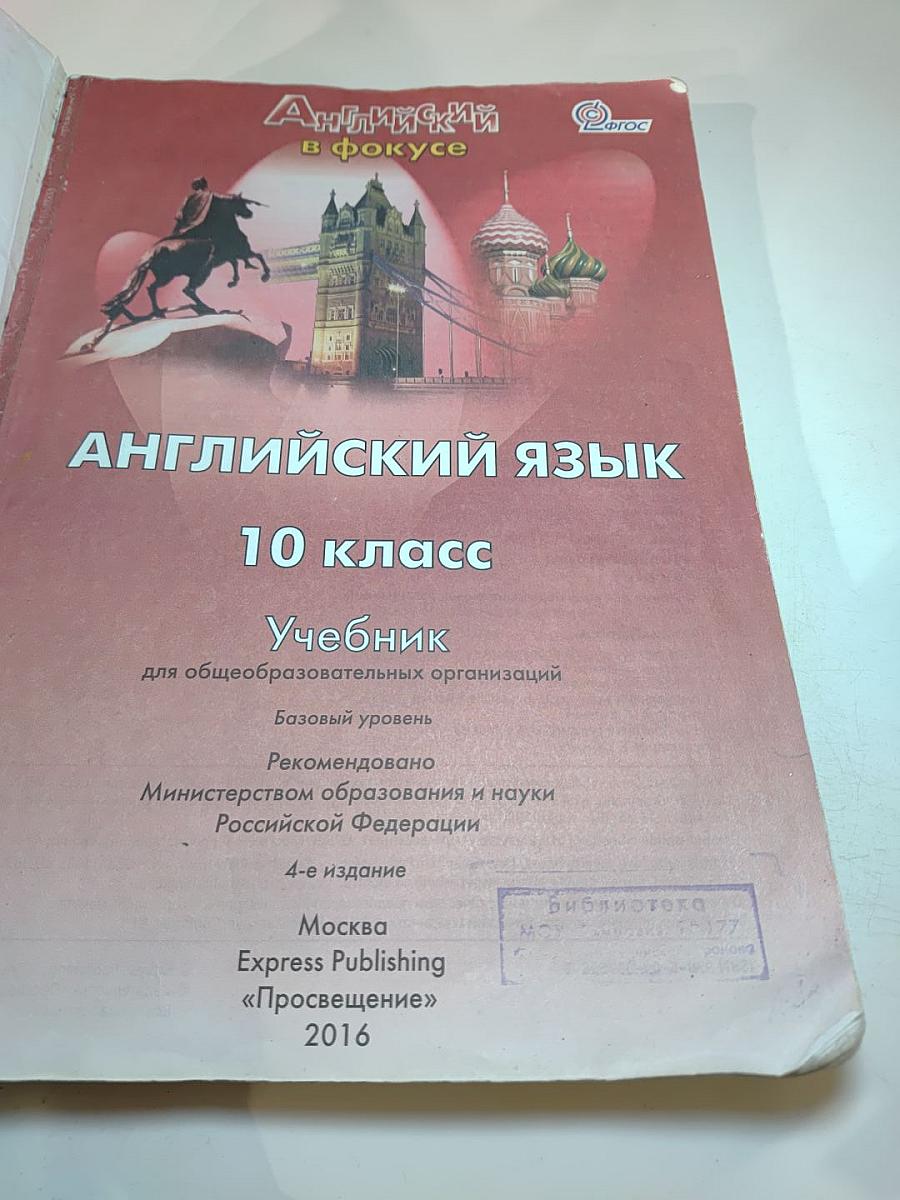 Английский
в фокусе
ФГОС
АНГЛИЙСКИЙ ЯЗЫК
10 класс
Учебник
для общеобразовательных организаций
Базовый уровень
Рекомендовано
Министерством образования и науки
Российской Федерации
4-е издание
Москва
Express Publishing
«Просвещение»
2016
Библиотека
177